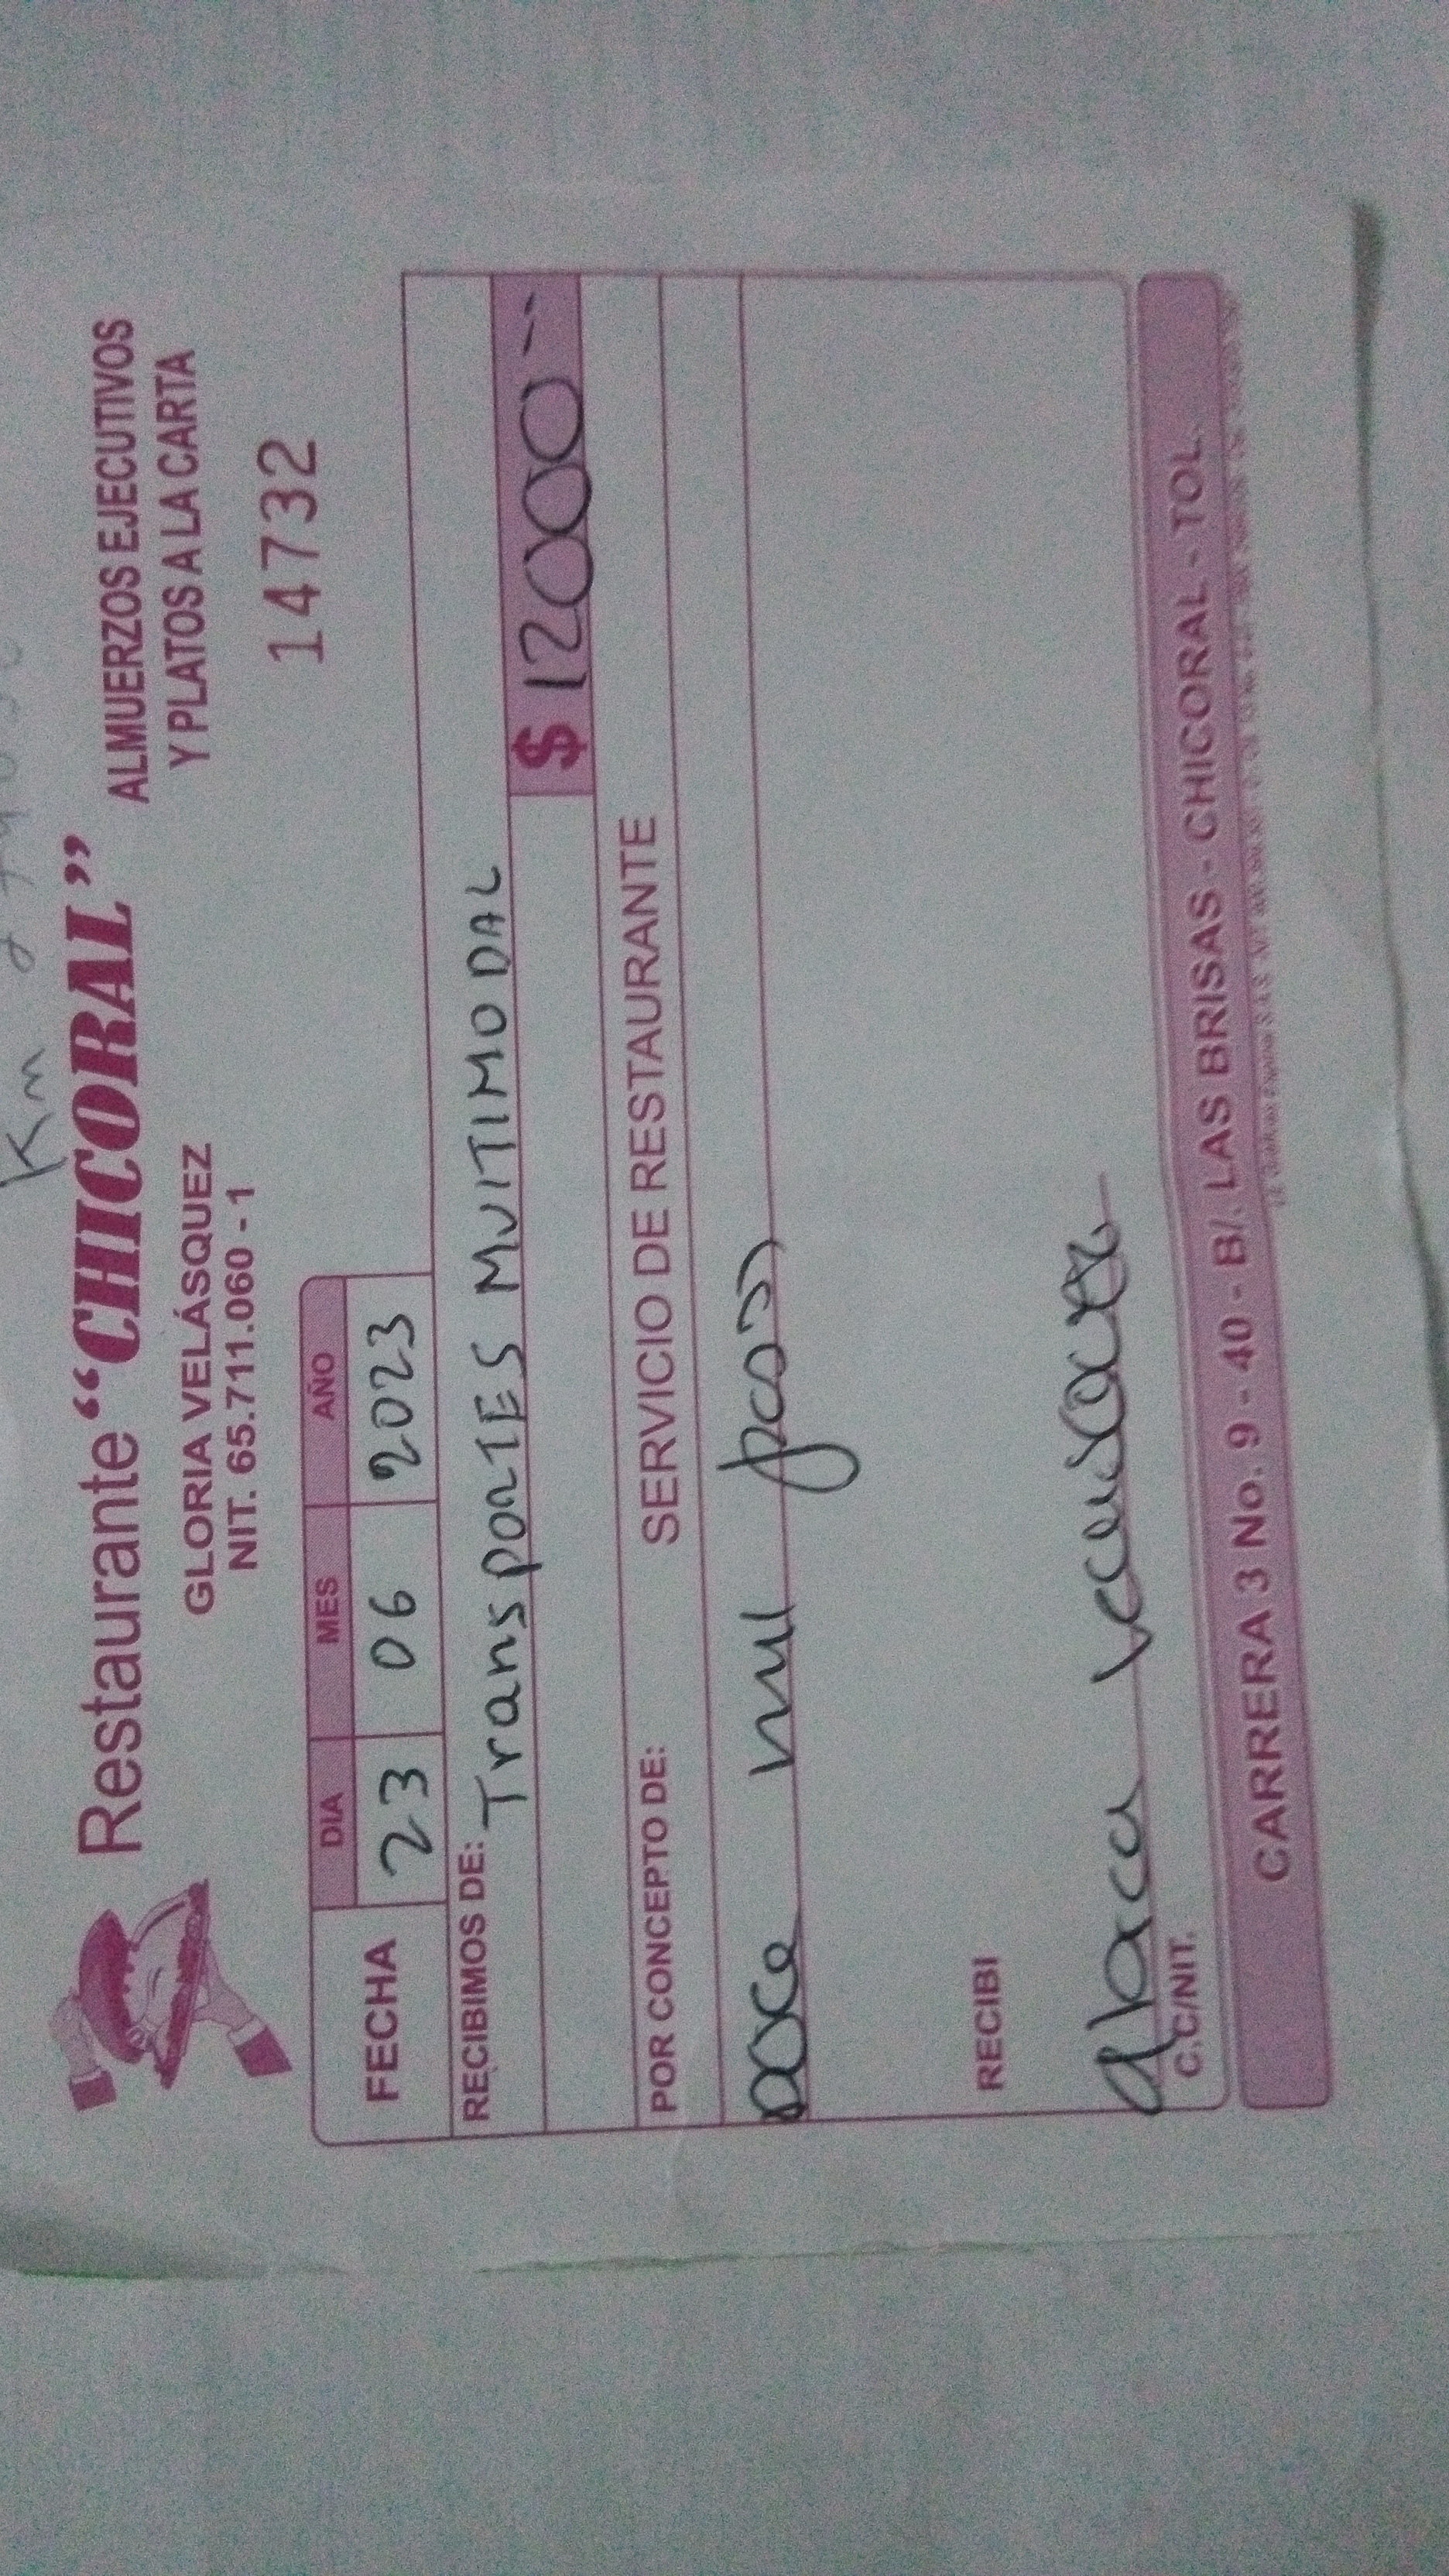 Km
Restaurante “CHICORAL”
ALMUERZOS EJECUTIVOS
Y PLATOS A LA CARTA
GLORIA VELÁSQUEZ
NIT. 65.711.060 - 1
14732
FECHA
DIA MES AÑO
23 06 2023
RECIBIMOS DE: Transportes MUITIMODAL
$ 12000
POR CONCEPTO DE: SERVICIO DE RESTAURANTE
Doce mil
RECIBI
C.C/NIT.
CARRERA 3 No. 9 - 40 - B/. LAS BRISAS - CHICORAL - TOL.